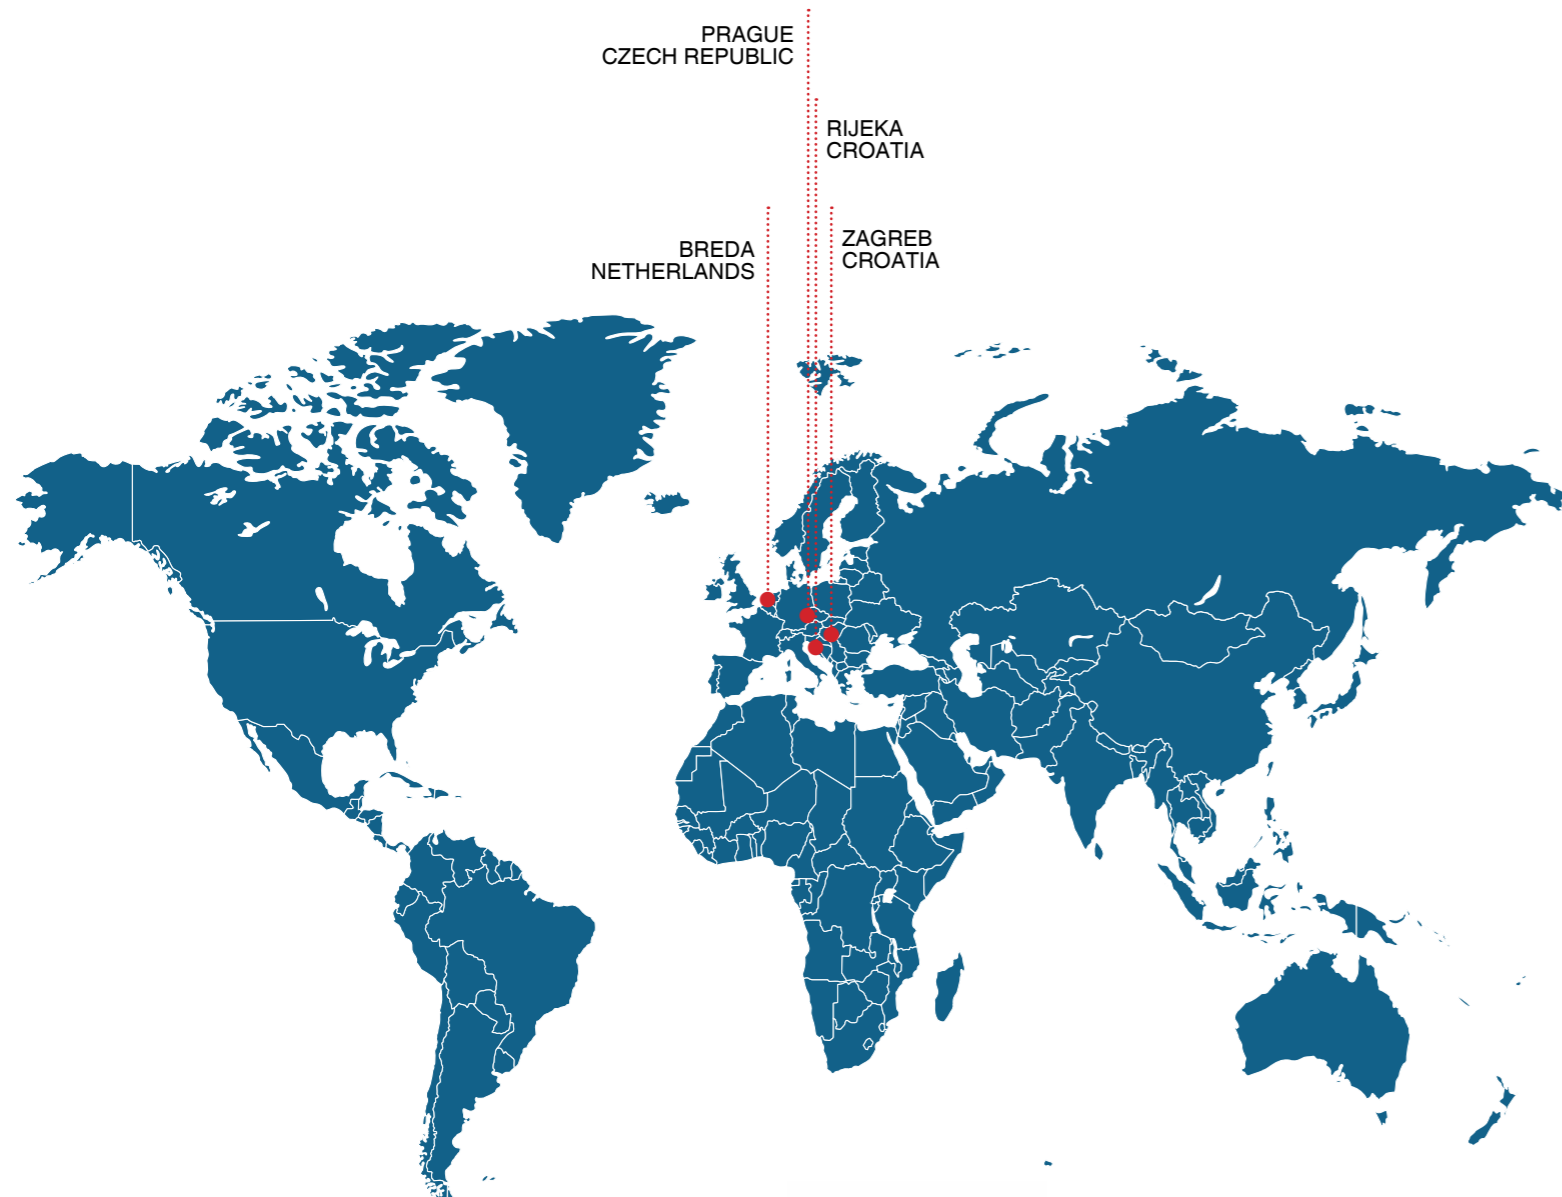 PRAGUE
CZECH REPUBLIC
RIJEKA
CROATIA
BREDA
NETHERLANDS
ZAGREB
CROATIA